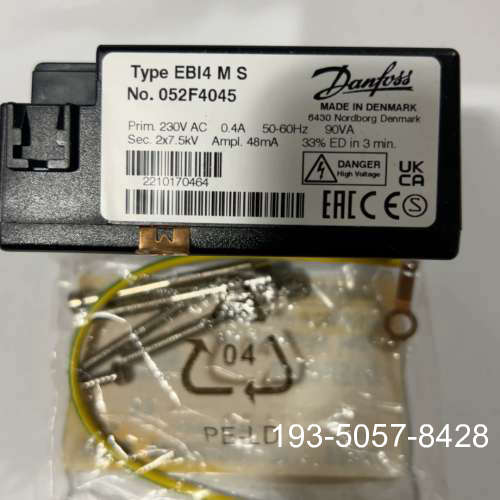 Type EBI4 M S
No. 052F4045
Danfoss
MADE IN DENMARK
6430 Nordborg Denmark
Prim. 230V AC 0.4A 50-60Hz 90VA
Sec. 2x7.5kV Ampl. 48mA 33% ED in 3 min.
2210170464
DANGER
High Voltage
UK
CA
EAC CE S
04
PE-LD
193-5057-8428